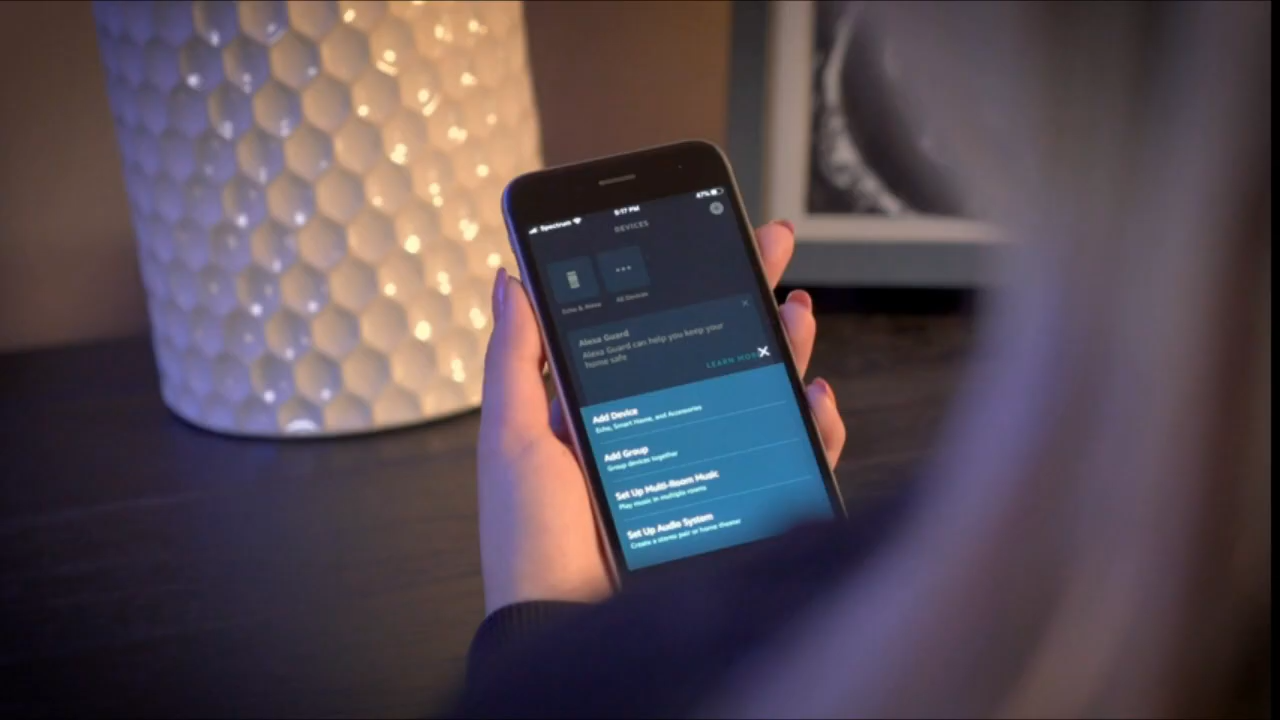 Spectrum 5:17 PM 47%
DEVICES
Echo & Alexa All Devices
Alexa Guard
Alexa Guard can help you keep your
home safe
LEARN MORE
Add Device
Echo, Smart Home, and Accessories
Add Group
Group devices together
Set Up Multi-Room Music
Play music in multiple rooms
Set Up Audio System
Create a stereo pair or home theater